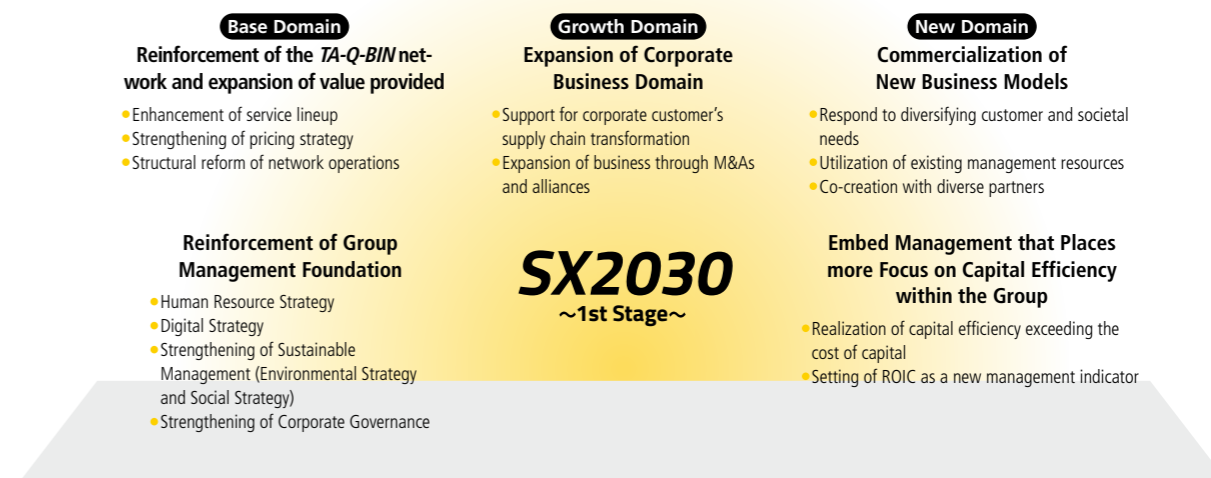 Base Domain
Reinforcement of the TA-Q-BIN net-
work and expansion of value provided
●Enhancement of service lineup
●Strengthening of pricing strategy
●Structural reform of network operations
Growth Domain
Expansion of Corporate
Business Domain
●Support for corporate customer's
supply chain transformation
●Expansion of business through M&As
and alliances
New Domain
Commercialization of
New Business Models
●Respond to diversifying customer and societal
needs
●Utilization of existing management resources
●Co-creation with diverse partners
Reinforcement of Group
Management Foundation
●Human Resource Strategy
●Digital Strategy
●Strengthening of Sustainable
Management (Environmental Strategy
and Social Strategy)
●Strengthening of Corporate Governance
SX2030
～1st Stage～
Embed Management that Places
more Focus on Capital Efficiency
within the Group
●Realization of capital efficiency exceeding the
cost of capital
●Setting of ROIC as a new management indicator